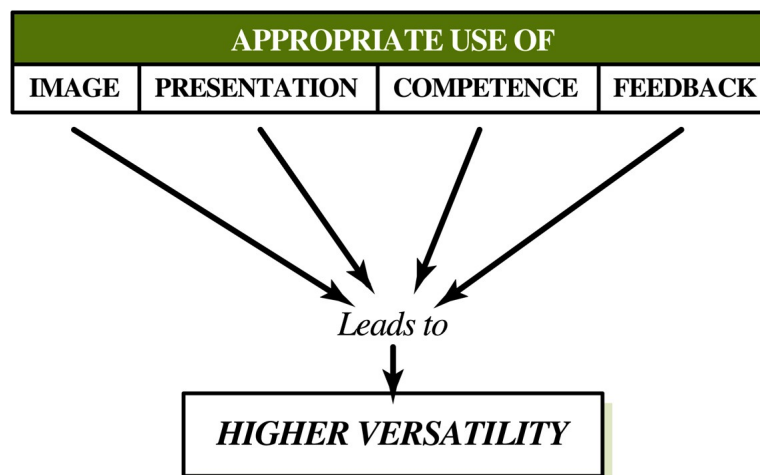 APPROPRIATE USE OF
IMAGE PRESENTATION COMPETENCE FEEDBACK
Leads to
HIGHER VERSATILITY